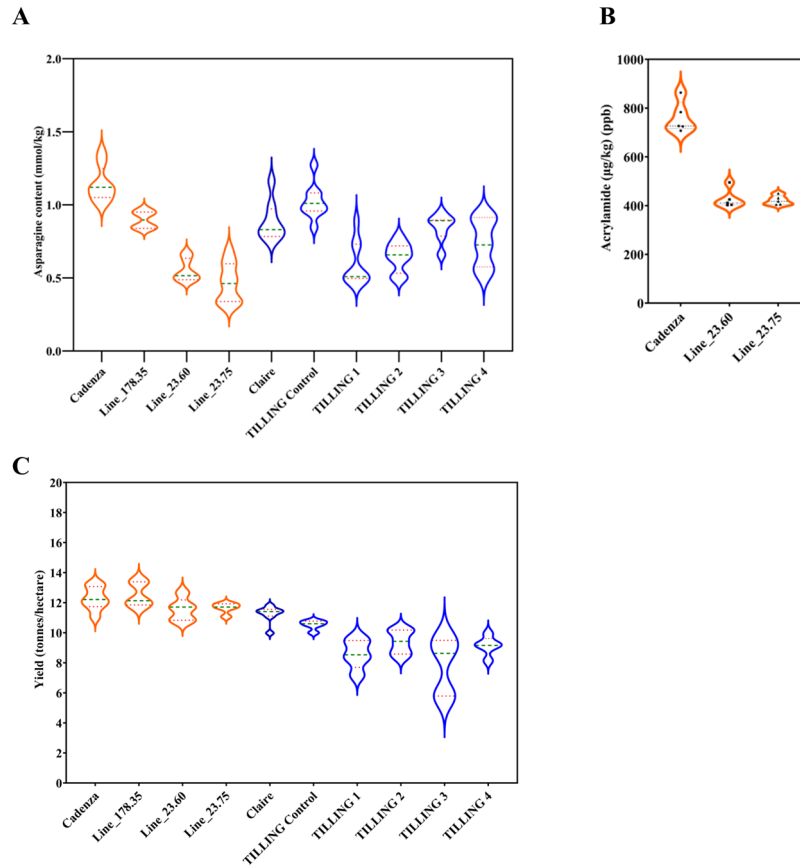 A
Asparagine content (mmol/kg)
2.0
1.5
1.0
0.5
0.0
Cadenza
Line_178.35
Line_23.60
Line_23.75
Claire
TILLING Control
TILLING 1
TILLING 2
TILLING 3
TILLING 4
B
Acrylamide (µg/kg) (ppb)
1000
800
600
400
200
0
Cadenza
Line_23.60
Line_23.75
C
Yield (tonnes/hectare)
20
18
16
14
12
10
8
6
4
2
0
Cadenza
Line_178.35
Line_23.60
Line_23.75
Claire
TILLING Control
TILLING 1
TILLING 2
TILLING 3
TILLING 4